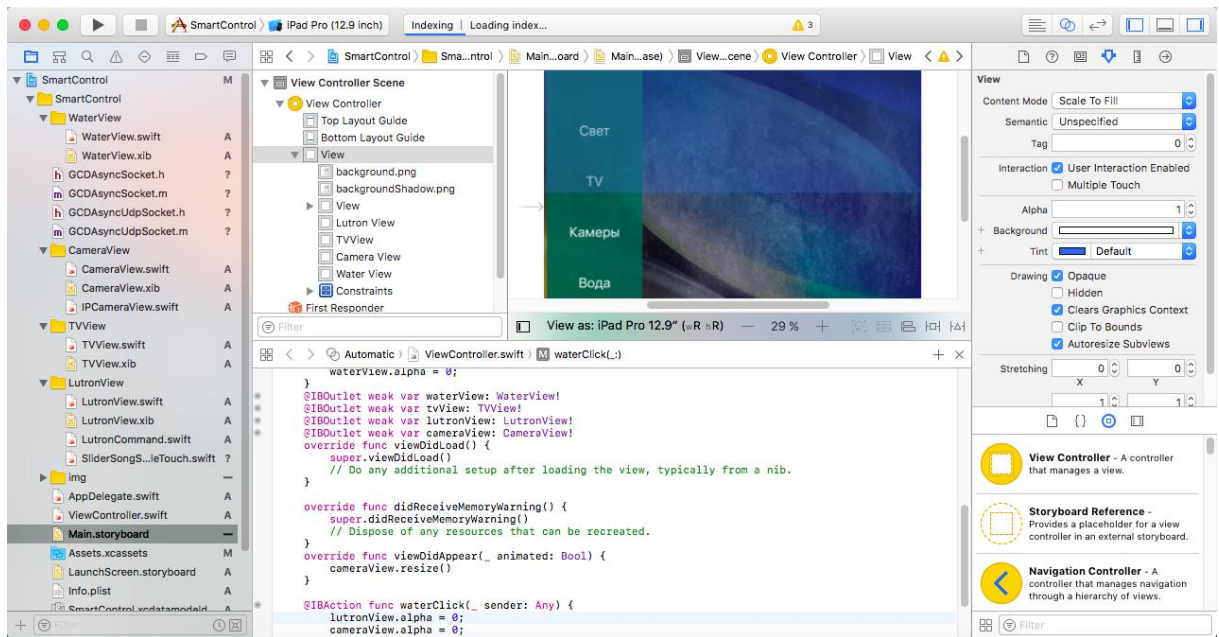 SmartControl
iPad Pro (12.9 inch)
Indexing | Loading index...
3
SmartControl
Sma...ntrol
Main...oard
Main...ase)
View...cene
View Controller
View
SmartControl M
SmartControl
WaterView
WaterView.swift A
WaterView.xib A
h GCDAsyncSocket.h ?
m GCDAsyncSocket.m ?
h GCDAsyncUdpSocket.h ?
m GCDAsyncUdpSocket.m ?
CameraView
CameraView.swift A
CameraView.xib A
IPCameraView.swift A
TVView
TVView.swift A
TVView.xib A
LutronView
LutronView.swift A
LutronView.xib A
LutronCommand.swift A
SliderSongS...ieTouch.swift ?
img
AppDelegate.swift A
ViewController.swift A
Main.storyboard
Assets.xcassets M
LaunchScreen.storyboard A
Info.plist A
SmartControl.xcdatamodeld A
Filter
View Controller Scene
View Controller
Top Layout Guide
Bottom Layout Guide
View
background.png
backgroundShadow.png
View
Lutron View
TVView
Camera View
Water View
Constraints
First Responder
Filter
Свет
TV
Камеры
Вода
View as: iPad Pro 12.9" (wR hR) — 29 % +
Automatic
ViewController.swift
M waterClick(_:)
waterView.alpha = 0;
}
@IBOutlet weak var waterView: WaterView!
@IBOutlet weak var tvView: TVView!
@IBOutlet weak var lutronView: LutronView!
@IBOutlet weak var cameraView: CameraView!
override func viewDidLoad() {
super.viewDidLoad()
// Do any additional setup after loading the view, typically from a nib.
}
override func didReceiveMemoryWarning() {
super.didReceiveMemoryWarning()
// Dispose of any resources that can be recreated.
}
override func viewDidAppear(_ animated: Bool) {
cameraView.resize()
}
@IBAction func waterClick(_ sender: Any) {
lutronView.alpha = 0;
cameraView.alpha = 0;
View
Content Mode Scale To Fill
Semantic Unspecified
Tag 0
Interaction User Interaction Enabled
Multiple Touch
Alpha 1
Background
Tint Default
Drawing Opaque
Hidden
Clears Graphics Context
Clip To Bounds
Autoresize Subviews
Stretching 0 0
X Y
1 1
View Controller - A controller
that manages a view.
Storyboard Reference -
Provides a placeholder for a view
controller in an external storyboard.
Navigation Controller - A
controller that manages navigation
through a hierarchy of views.
Filter